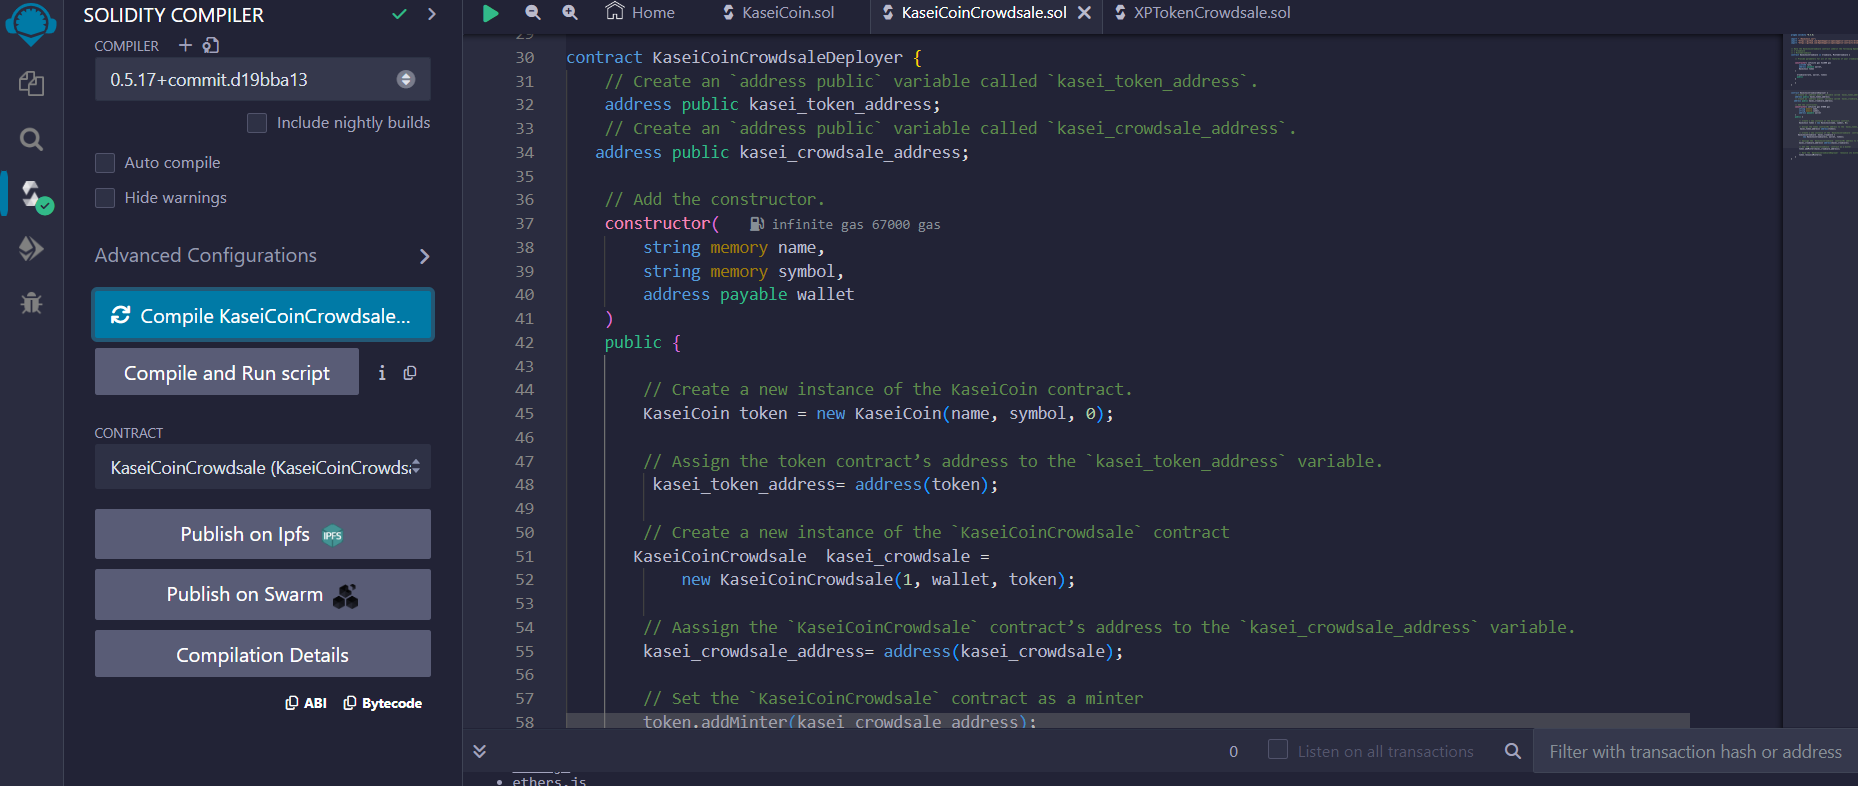 SOLIDITY COMPILER
COMPILER
0.5.17+commit.d19bba13
Include nightly builds
Auto compile
Hide warnings
Advanced Configurations
Compile KaseiCoinCrowdsale...
Compile and Run script
CONTRACT
KaseiCoinCrowdsale (KaseiCoinCrowds
Publish on Ipfs IPFS
Publish on Swarm
Compilation Details
ABI Bytecode
Home KaseiCoin.sol KaseiCoinCrowdsale.sol XPTokenCrowdsale.sol
29
30 contract KaseiCoinCrowdsaleDeployer {
31 // Create an `address public` variable called `kasei_token_address`.
32 address public kasei_token_address;
33 // Create an `address public` variable called `kasei_crowdsale_address`.
34 address public kasei_crowdsale_address;
35
36 // Add the constructor.
37 constructor( infinite gas 67000 gas
38 string memory name,
39 string memory symbol,
40 address payable wallet
41 )
42 public {
43
44 // Create a new instance of the KaseiCoin contract.
45 KaseiCoin token = new KaseiCoin(name, symbol, 0);
46
47 // Assign the token contract’s address to the `kasei_token_address` variable.
48 kasei_token_address= address(token);
49
50 // Create a new instance of the `KaseiCoinCrowdsale` contract
51 KaseiCoinCrowdsale  kasei_crowdsale =
52 new KaseiCoinCrowdsale(1, wallet, token);
53
54 // Aassign the `KaseiCoinCrowdsale` contract’s address to the `kasei_crowdsale_address` variable.
55 kasei_crowdsale_address= address(kasei_crowdsale);
56
57 // Set the `KaseiCoinCrowdsale` contract as a minter
58 token.addMinter(kasei_crowdsale_address);
0 Listen on all transactions Filter with transaction hash or address
• ethers.js